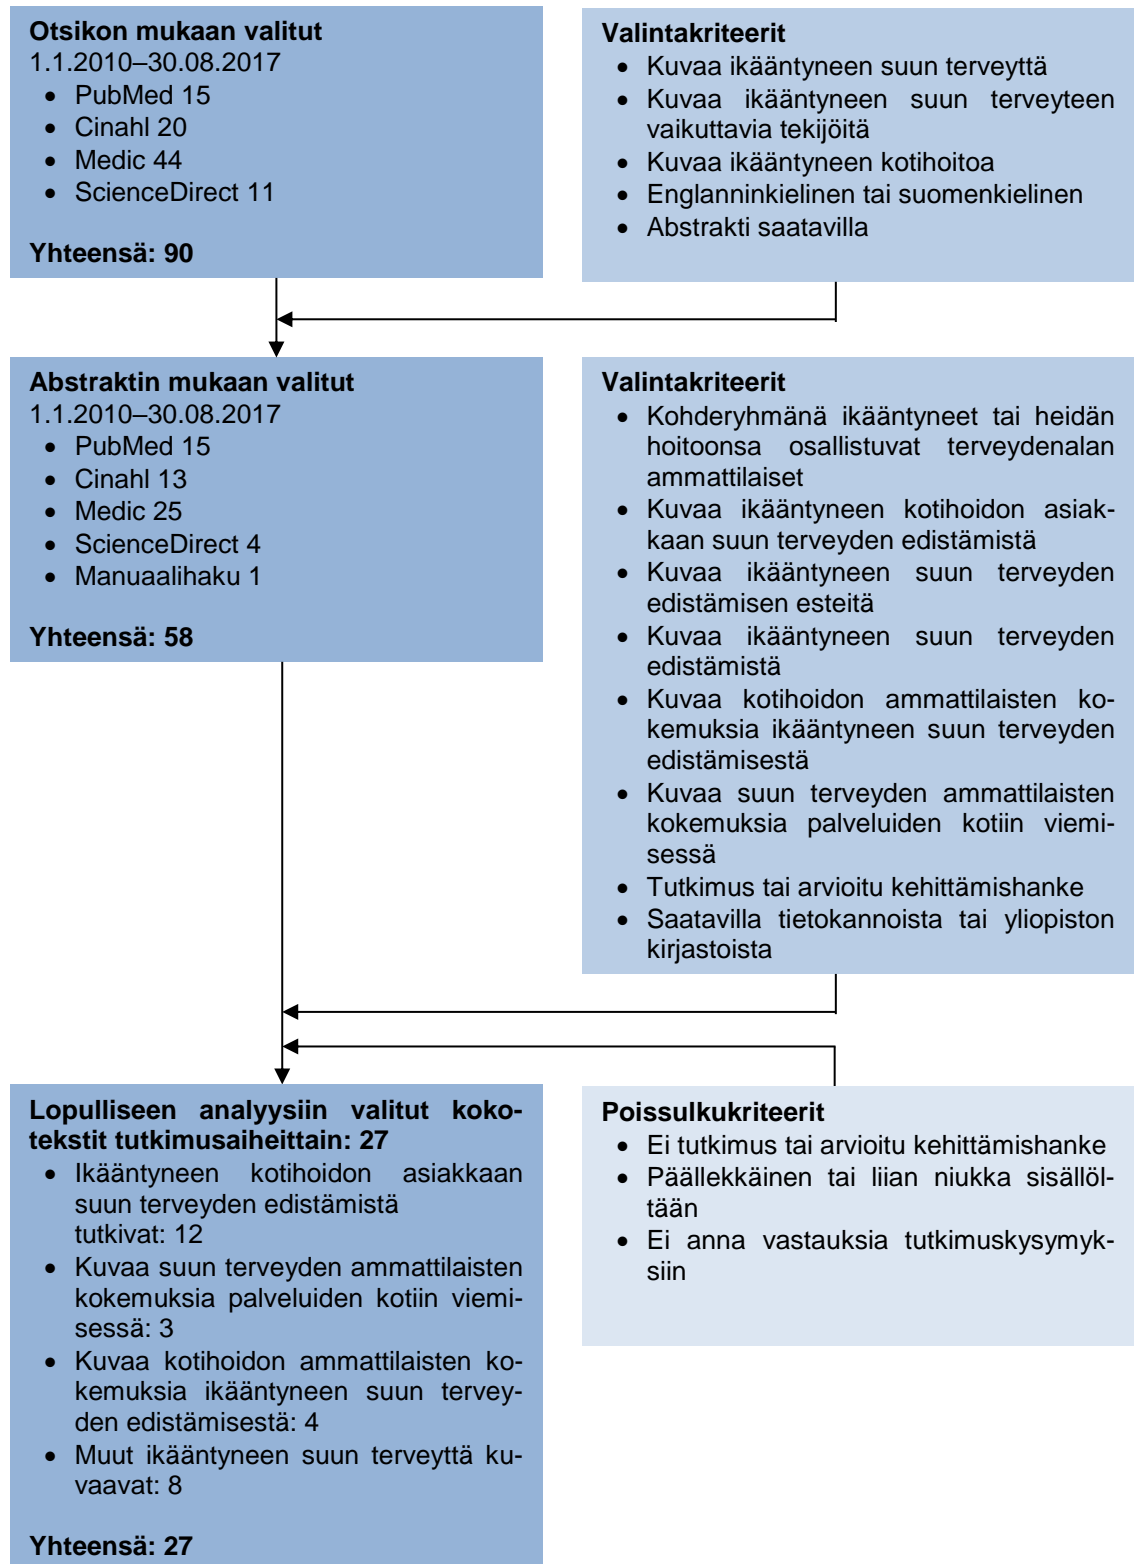 Otsikon mukaan valitut
1.1.2010–30.08.2017
• PubMed 15
• Cinahl 20
• Medic 44
• ScienceDirect 11
Yhteensä: 90
Valintakriteerit
• Kuvaa ikääntyneen suun terveyttä
• Kuvaa ikääntyneen suun terveyteen
vaikuttavia tekijöitä
• Kuvaa ikääntyneen kotihoitoa
• Englanninkielinen tai suomenkielinen
• Abstrakti saatavilla
Abstraktin mukaan valitut
1.1.2010–30.08.2017
• PubMed 15
• Cinahl 13
• Medic 25
• ScienceDirect 4
• Manuaalihaku 1
Yhteensä: 58
Valintakriteerit
• Kohderyhmänä ikääntyneet tai heidän
hoitoonsa osallistuvat terveydenalan
ammattilaiset
• Kuvaa ikääntyneen kotihoidon asiak-
kaan suun terveyden edistämistä
• Kuvaa ikääntyneen suun terveyden
edistämisen esteitä
• Kuvaa ikääntyneen suun terveyden
edistämistä
• Kuvaa kotihoidon ammattilaisten ko-
kemuksia ikääntyneen suun terveyden
edistämisestä
• Kuvaa suun terveyden ammattilaisten
kokemuksia palveluiden kotiin viemi-
sessä
• Tutkimus tai arvioitu kehittämishanke
• Saatavilla tietokannoista tai yliopiston
kirjastoista
Lopulliseen analyysiin valitut koko-
tekstit tutkimusaiheittain: 27
• Ikääntyneen kotihoidon asiakkaan
suun terveyden edistämistä
tutkivat: 12
• Kuvaa suun terveyden ammattilaisten
kokemuksia palveluiden kotiin viemi-
sessä: 3
• Kuvaa kotihoidon ammattilaisten ko-
kemuksia ikääntyneen suun tervey-
den edistämisestä: 4
• Muut ikääntyneen suun terveyttä ku-
vaavat: 8
Yhteensä: 27
Poissulkukriteerit
• Ei tutkimus tai arvioitu kehittämishanke
• Päällekkäinen tai liian niukka sisällöl-
tään
• Ei anna vastauksia tutkimuskysymyk-
siin